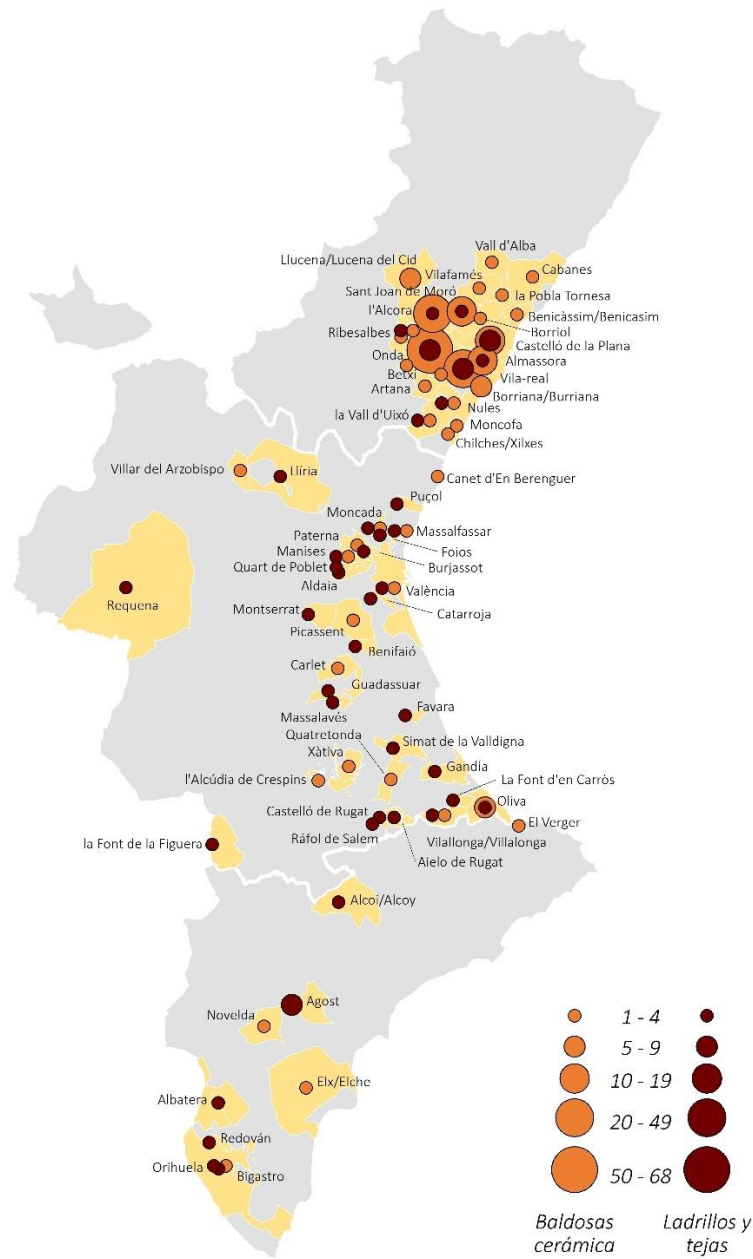 Vall d'Alba
Llucena/Lucena del Cid
Cabanes
Vilafamés
Sant Joan de Moró
la Pobla Tornesa
l'Alcora
Benicàssim/Benicasim
Borriol
Ribesalbes
Castelló de la Plana
Onda
Almassora
Betxí
Vila-real
Artana
Borriana/Burriana
Nules
la Vall d'Uixó
Moncofa
Chilches/Xilxes
Villar del Arzobispo
Llíria
Canet d'En Berenguer
Puçol
Moncada
Massalfassar
Paterna
Foios
Manises
Burjassot
Quart de Poblet
Aldaia
València
Requena
Catarroja
Montserrat
Picassent
Benifaió
Carlet
Guadassuar
Massalavés
Favara
Quatretonda
Simat de la Valldigna
Xàtiva
Gandia
l'Alcúdia de Crespins
La Font d'en Carròs
Castelló de Rugat
Oliva
El Verger
Ráfol de Salem
Vilallonga/Villalonga
la Font de la Figuera
Aielo de Rugat
Alcoi/Alcoy
Agost
Novelda
Elx/Elche
Albatera
Redován
Orihuela
Bigastro
1 - 4
5 - 9
10 - 19
20 - 49
50 - 68
Baldosas
cerámica
Ladrillos y
tejas